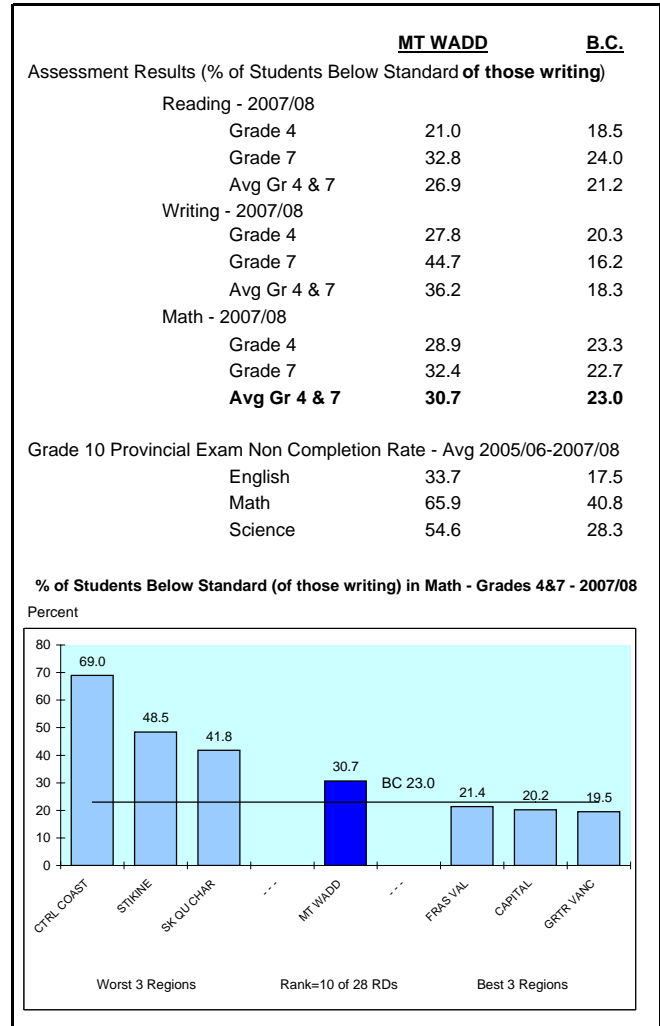 MT WADD B.C.
Assessment Results (% of Students Below Standard of those writing)
Reading - 2007/08
Grade 4 21.0 18.5
Grade 7 32.8 24.0
Avg Gr 4 & 7 26.9 21.2
Writing - 2007/08
Grade 4 27.8 20.3
Grade 7 44.7 16.2
Avg Gr 4 & 7 36.2 18.3
Math - 2007/08
Grade 4 28.9 23.3
Grade 7 32.4 22.7
Avg Gr 4 & 7 30.7 23.0
Grade 10 Provincial Exam Non Completion Rate - Avg 2005/06-2007/08
English 33.7 17.5
Math 65.9 40.8
Science 54.6 28.3
% of Students Below Standard (of those writing) in Math - Grades 4&7 - 2007/08
Percent
80
70
60
50
40
30
20
10
0
69.0
48.5
41.8
30.7
BC 23.0
21.4
20.2
19.5
CTRL COAST
STIKINE
SK QU CHAR
- - -
MT WADD
- - -
FRAS VAL
CAPITAL
GRTR VANC
Worst 3 Regions Rank=10 of 28 RDs Best 3 Regions